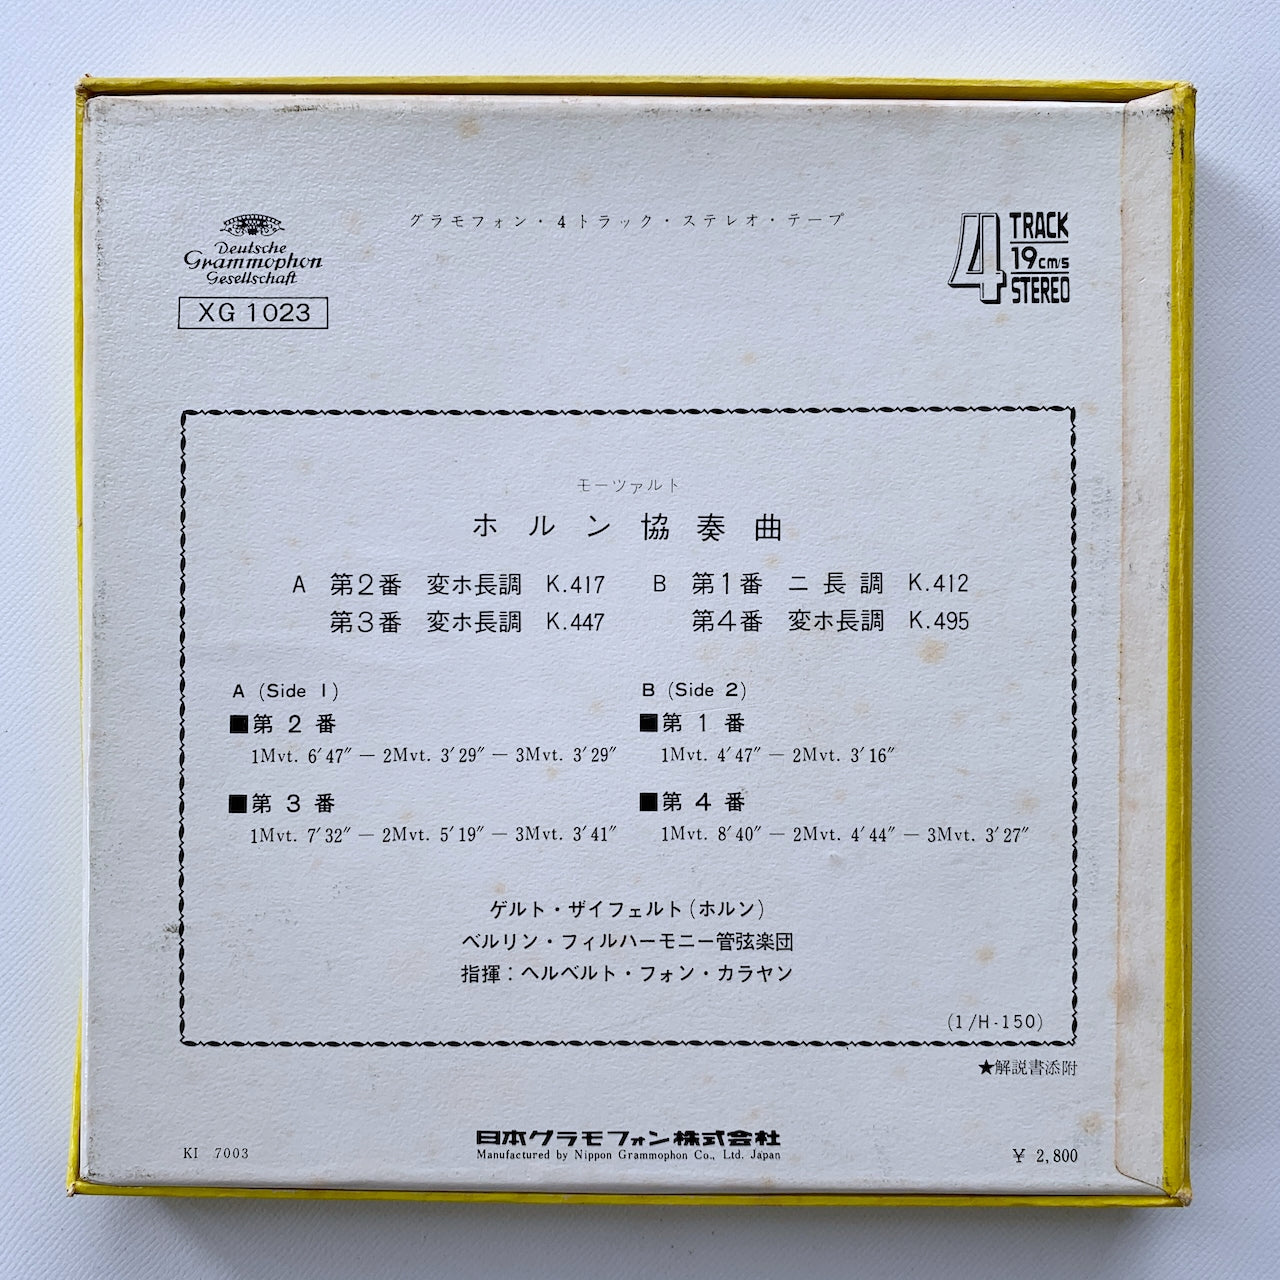 グラモフォン・4トラック・ステレオ・テープ
Deutsche
Grammophon
Gesellschaft
XG 1023
4 TRACK
19 cm/s
STEREO
モーツァルト
ホルン協奏曲
A 第2番 変ホ長調 K.417
第3番 変ホ長調 K.447
B 第1番 ニ長調 K.412
第4番 変ホ長調 K.495
A (Side 1)
■第2番
1Mvt. 6′47″ — 2Mvt. 3′29″ — 3Mvt. 3′29″
■第3番
1Mvt. 7′32″ — 2Mvt. 5′19″ — 3Mvt. 3′41″
B (Side 2)
■第1番
1Mvt. 4′47″ — 2Mvt. 3′16″
■第4番
1Mvt. 8′40″ — 2Mvt. 4′44″ — 3Mvt. 3′27″
ゲルト・ザイフェルト(ホルン)
ベルリン・フィルハーモニー管弦楽団
指揮：ヘルベルト・フォン・カラヤン
(1/H-150)
★解説書添附
KI 7003
日本グラモフォン株式会社
Manufactured by Nippon Grammophon Co., Ltd. Japan
¥ 2,800